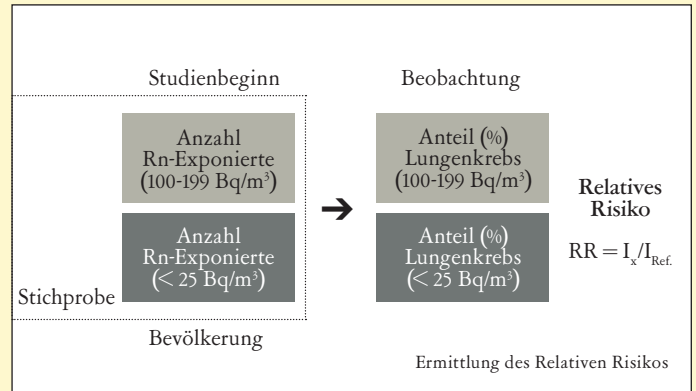 Studienbeginn
Beobachtung
Anzahl
Rn-Exponierte
(100-199 Bq/m³)
Anteil (%)
Lungenkrebs
(100-199 Bq/m³)
Anzahl
Rn-Exponierte
(< 25 Bq/m³)
Anteil (%)
Lungenkrebs
(< 25 Bq/m³)
Relatives
Risiko
RR = Iₓ/I_Ref.
Stichprobe
Bevölkerung
Ermittlung des Relativen Risikos